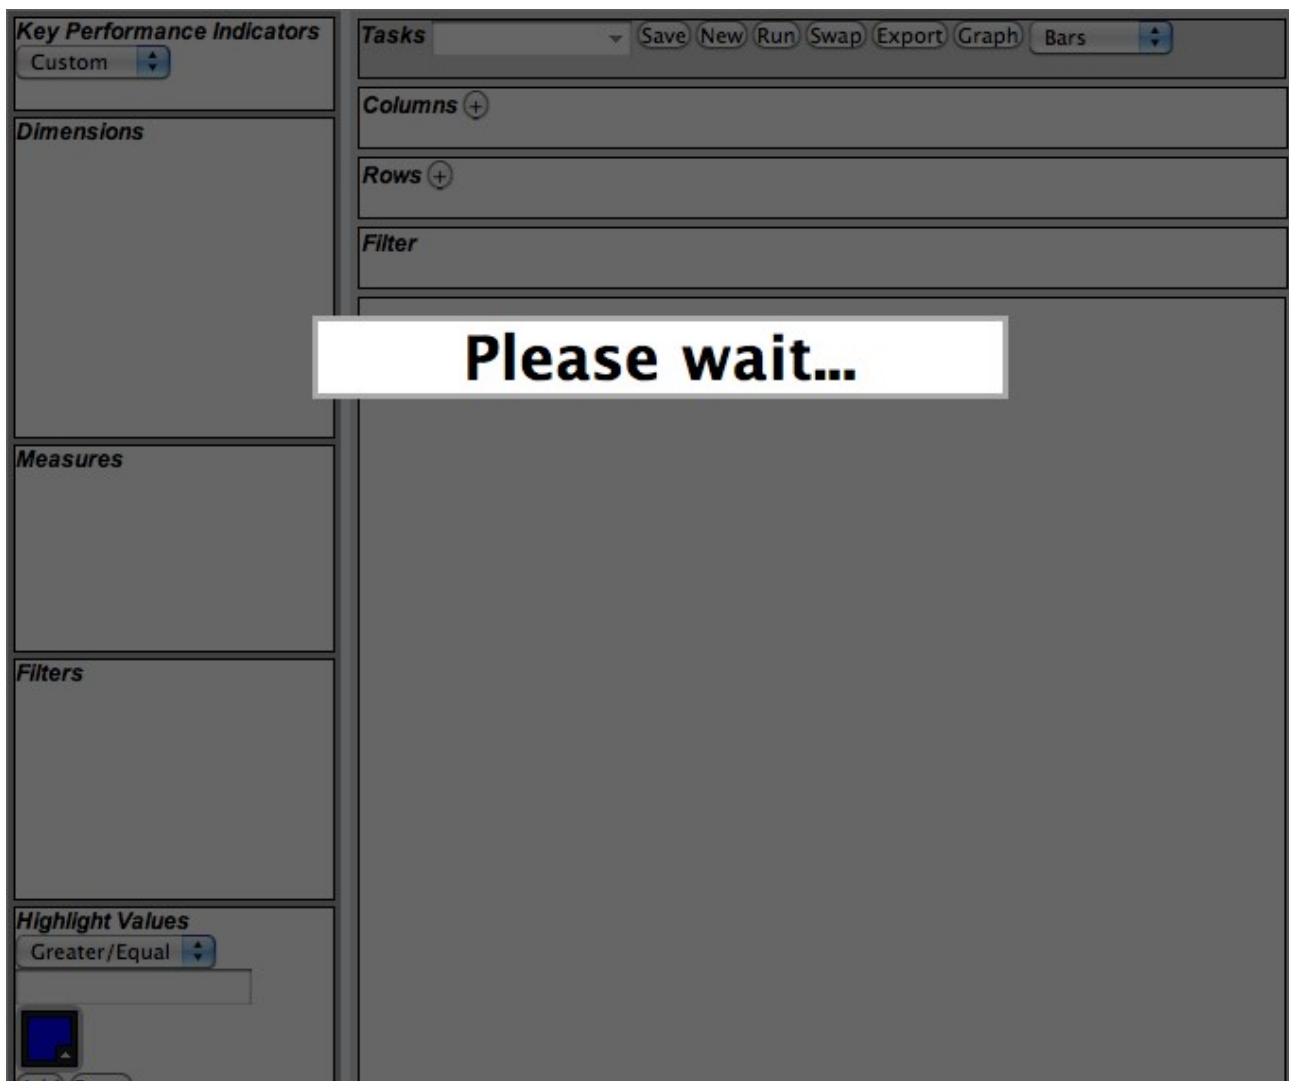 Key Performance Indicators
Custom
Dimensions
Measures
Filters
Highlight Values
Greater/Equal
Tasks Save New Run Swap Export Graph Bars
Columns +
Rows +
Filter
Please wait...